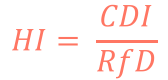 HI = CDI / RfD